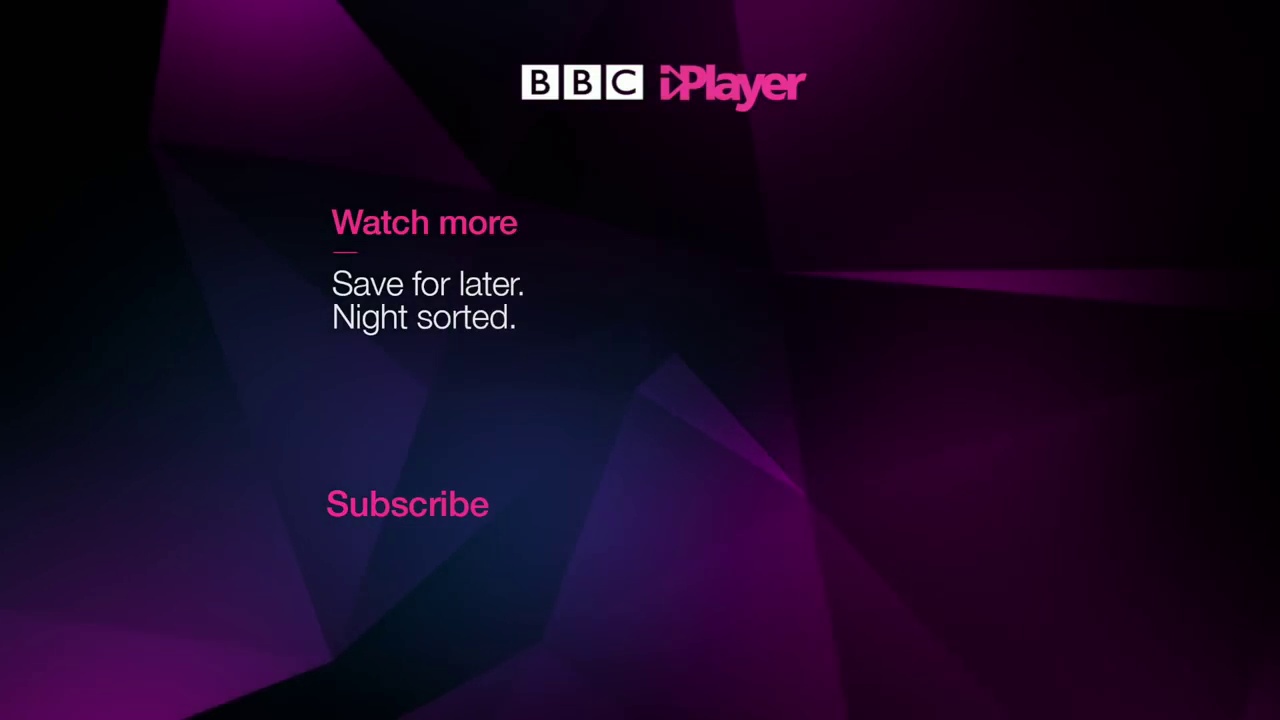 BBC iPlayer
Watch more
Save for later.
Night sorted.
Subscribe